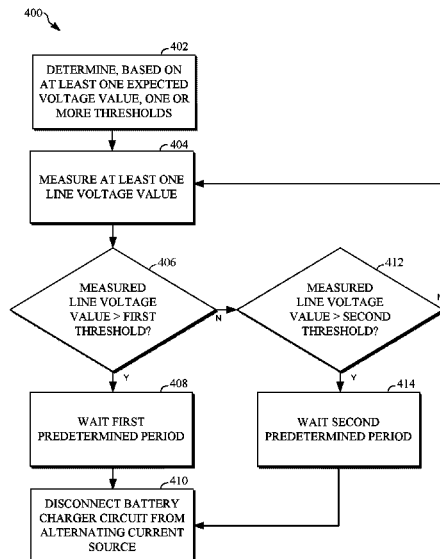 400
402
DETERMINE, BASED ON
AT LEAST ONE EXPECTED
VOLTAGE VALUE, ONE OR
MORE THRESHOLDS
404
MEASURE AT LEAST ONE
LINE VOLTAGE VALUE
406
MEASURED
LINE VOLTAGE
VALUE > FIRST
THRESHOLD?
N
Y
412
MEASURED
LINE VOLTAGE
VALUE > SECOND
THRESHOLD?
N
Y
408
WAIT FIRST
PREDETERMINED PERIOD
414
WAIT SECOND
PREDETERMINED PERIOD
410
DISCONNECT BATTERY
CHARGER CIRCUIT FROM
ALTERNATING CURRENT
SOURCE